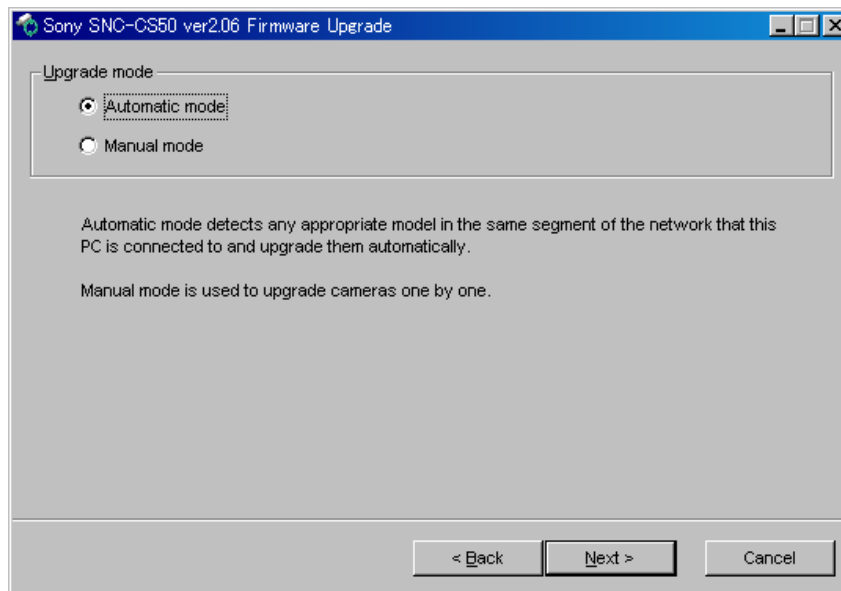 Sony SNC-CS50 ver2.06 Firmware Upgrade
Upgrade mode
Automatic mode
Manual mode
Automatic mode detects any appropriate model in the same segment of the network that this
PC is connected to and upgrade them automatically.
Manual mode is used to upgrade cameras one by one.
< Back
Next >
Cancel